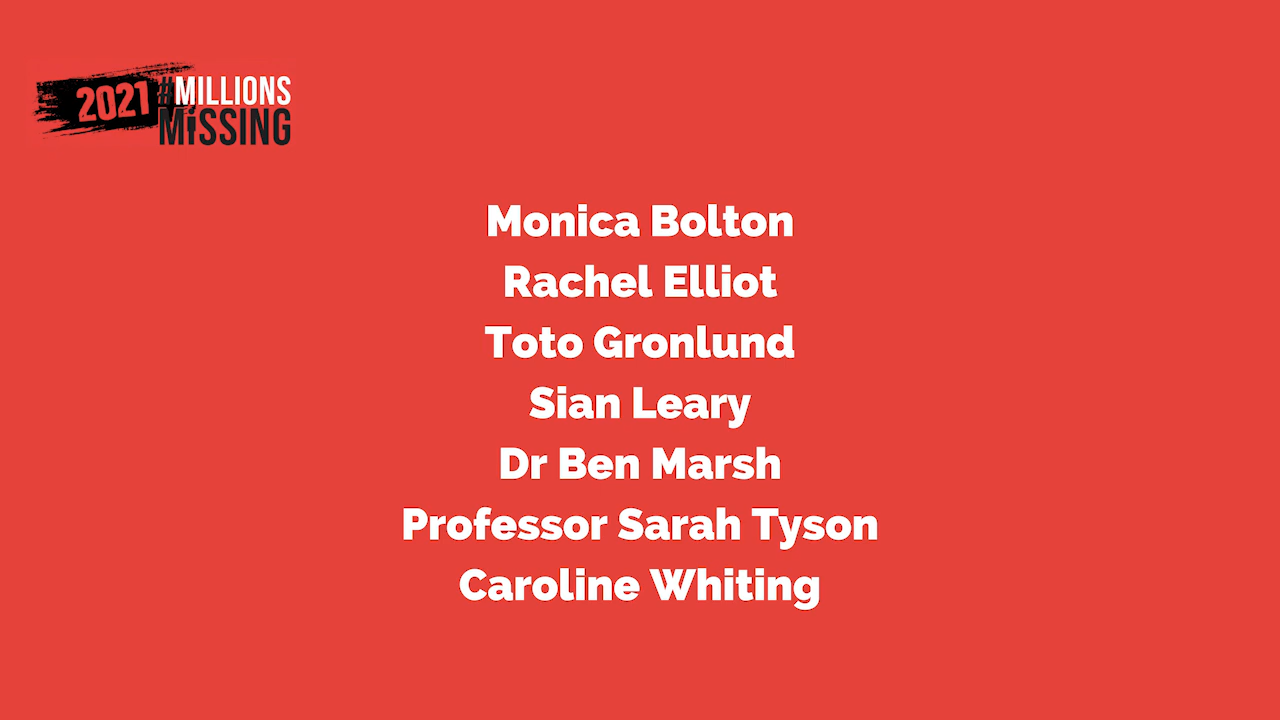 2021 #MILLIONS
MiSSING
Monica Bolton
Rachel Elliot
Toto Gronlund
Sian Leary
Dr Ben Marsh
Professor Sarah Tyson
Caroline Whiting